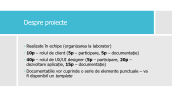 Despre proiecte
- Realizate în echipe (organizarea la laborator)
- 10p – rolul de client (5p – participare, 5p – documentație)
- 40p – rolul de UX/UI designer (5p – participare, 20p – dezvoltare aplicație, 15p – documentație)
- Documentațiile vor cuprinde o serie de elemente punctuale – va fi disponibil un template